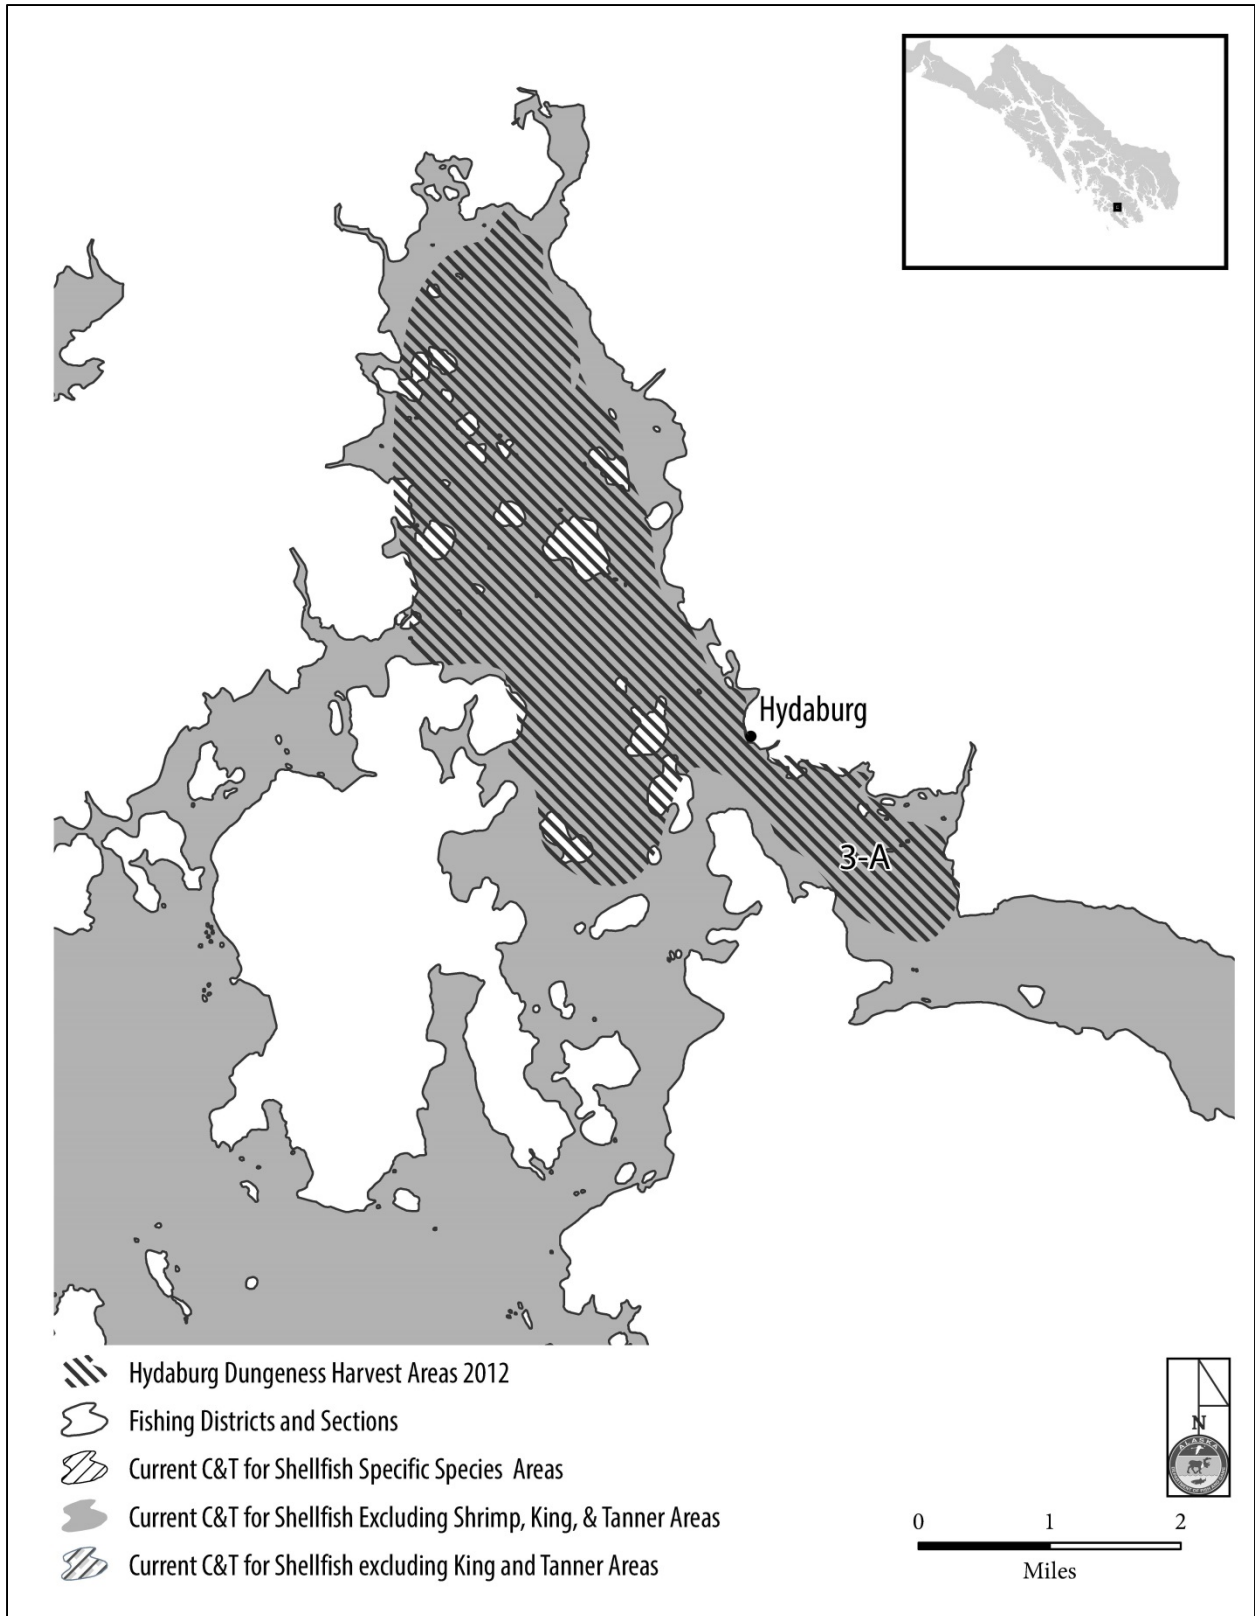 Hydaburg
3-A
Hydaburg Dungeness Harvest Areas 2012
Fishing Districts and Sections
Current C&T for Shellfish Specific Species Areas
Current C&T for Shellfish Excluding Shrimp, King, & Tanner Areas
Current C&T for Shellfish excluding King and Tanner Areas
N
ALASKA
0 1 2
Miles